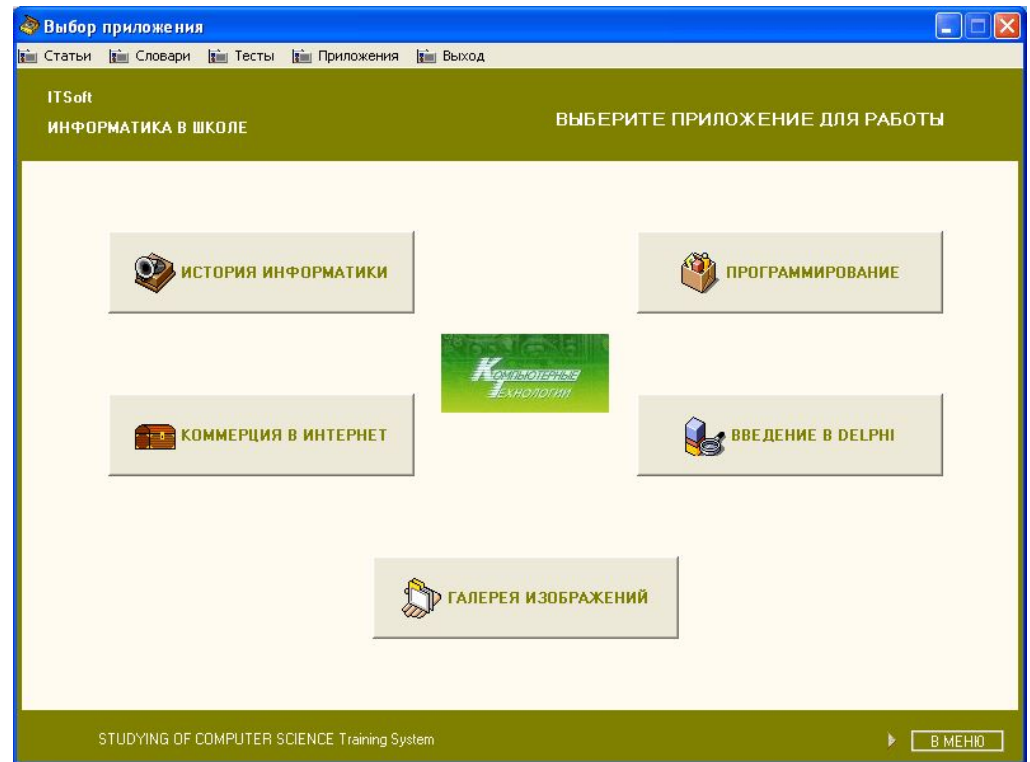 Выбор приложения
Статьи Словари Тесты Приложения Выход
ITSoft
ИНФОРМАТИКА В ШКОЛЕ
ВЫБЕРИТЕ ПРИЛОЖЕНИЕ ДЛЯ РАБОТЫ
ИСТОРИЯ ИНФОРМАТИКИ
ПРОГРАММИРОВАНИЕ
КОМПЬЮТЕРНЫЕ
ТЕХНОЛОГИИ
КОММЕРЦИЯ В ИНТЕРНЕТ
ВВЕДЕНИЕ В DELPHI
ГАЛЕРЕЯ ИЗОБРАЖЕНИЙ
STUDYING OF COMPUTER SCIENCE Training System
В МЕНЮ